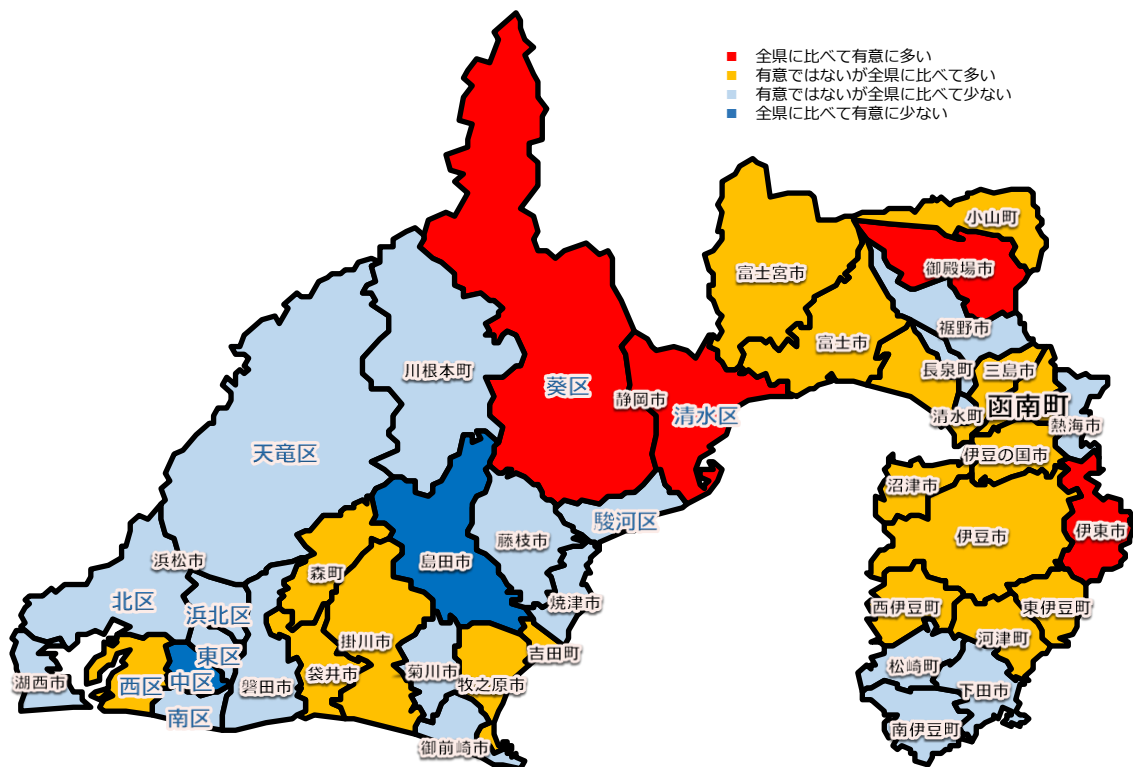 全県に比べて有意に多い
有意ではないが全県に比べて多い
有意ではないが全県に比べて少ない
全県に比べて有意に少ない
小山町
御殿場市
富士宮市
裾野市
富士市
長泉町
三島市
川根本町
葵区
静岡市
清水区
清水町
函南町
熱海市
天竜区
伊豆の国市
沼津市
駿河区
伊東市
藤枝市
伊豆市
浜松市
島田市
森町
北区
浜北区
焼津市
西伊豆町
東伊豆町
掛川市
河津町
東区
吉田町
松崎町
湖西市
西区
中区
磐田市
袋井市
菊川市
牧之原市
下田市
南区
御前崎市
南伊豆町